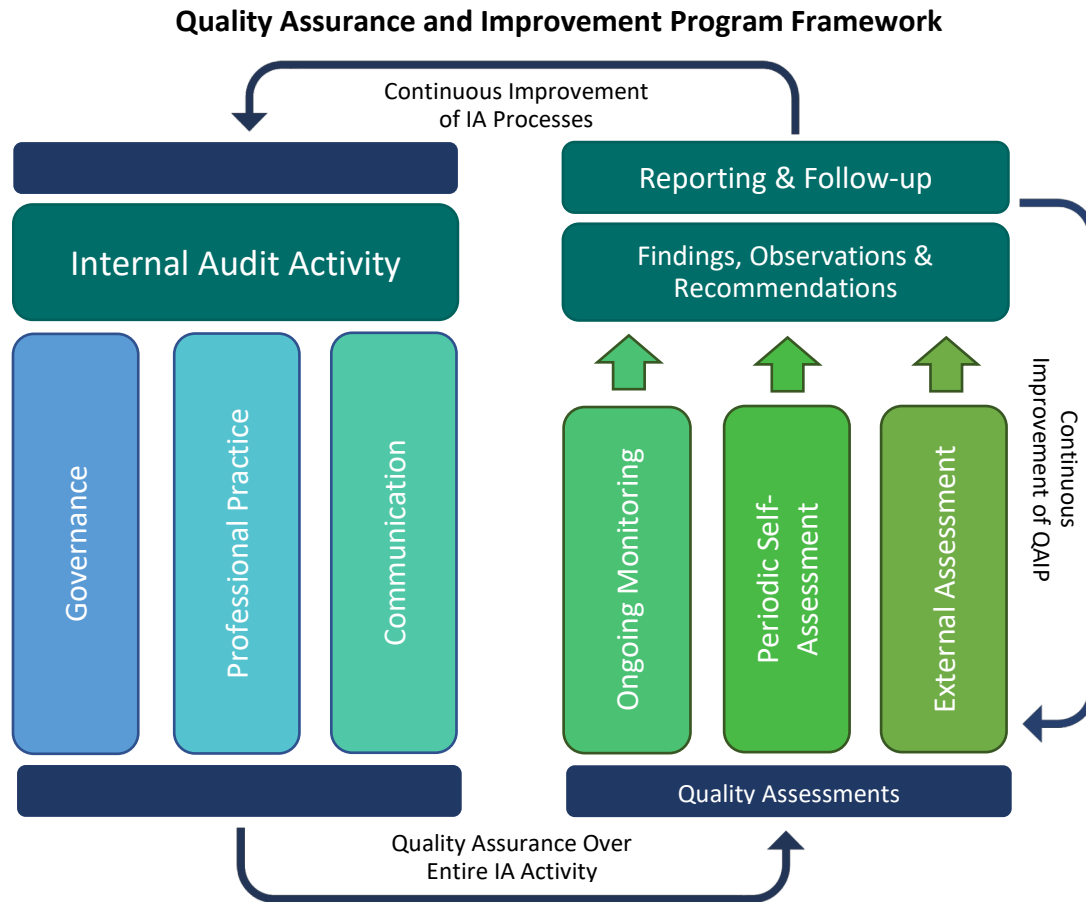 Quality Assurance and Improvement Program Framework
Continuous Improvement
of IA Processes
Internal Audit Activity
Governance
Professional Practice
Communication
Quality Assurance Over
Entire IA Activity
Reporting & Follow-up
Findings, Observations &
Recommendations
Ongoing Monitoring
Periodic Self-
Assessment
External Assessment
Quality Assessments
Continuous
Improvement of QAIP